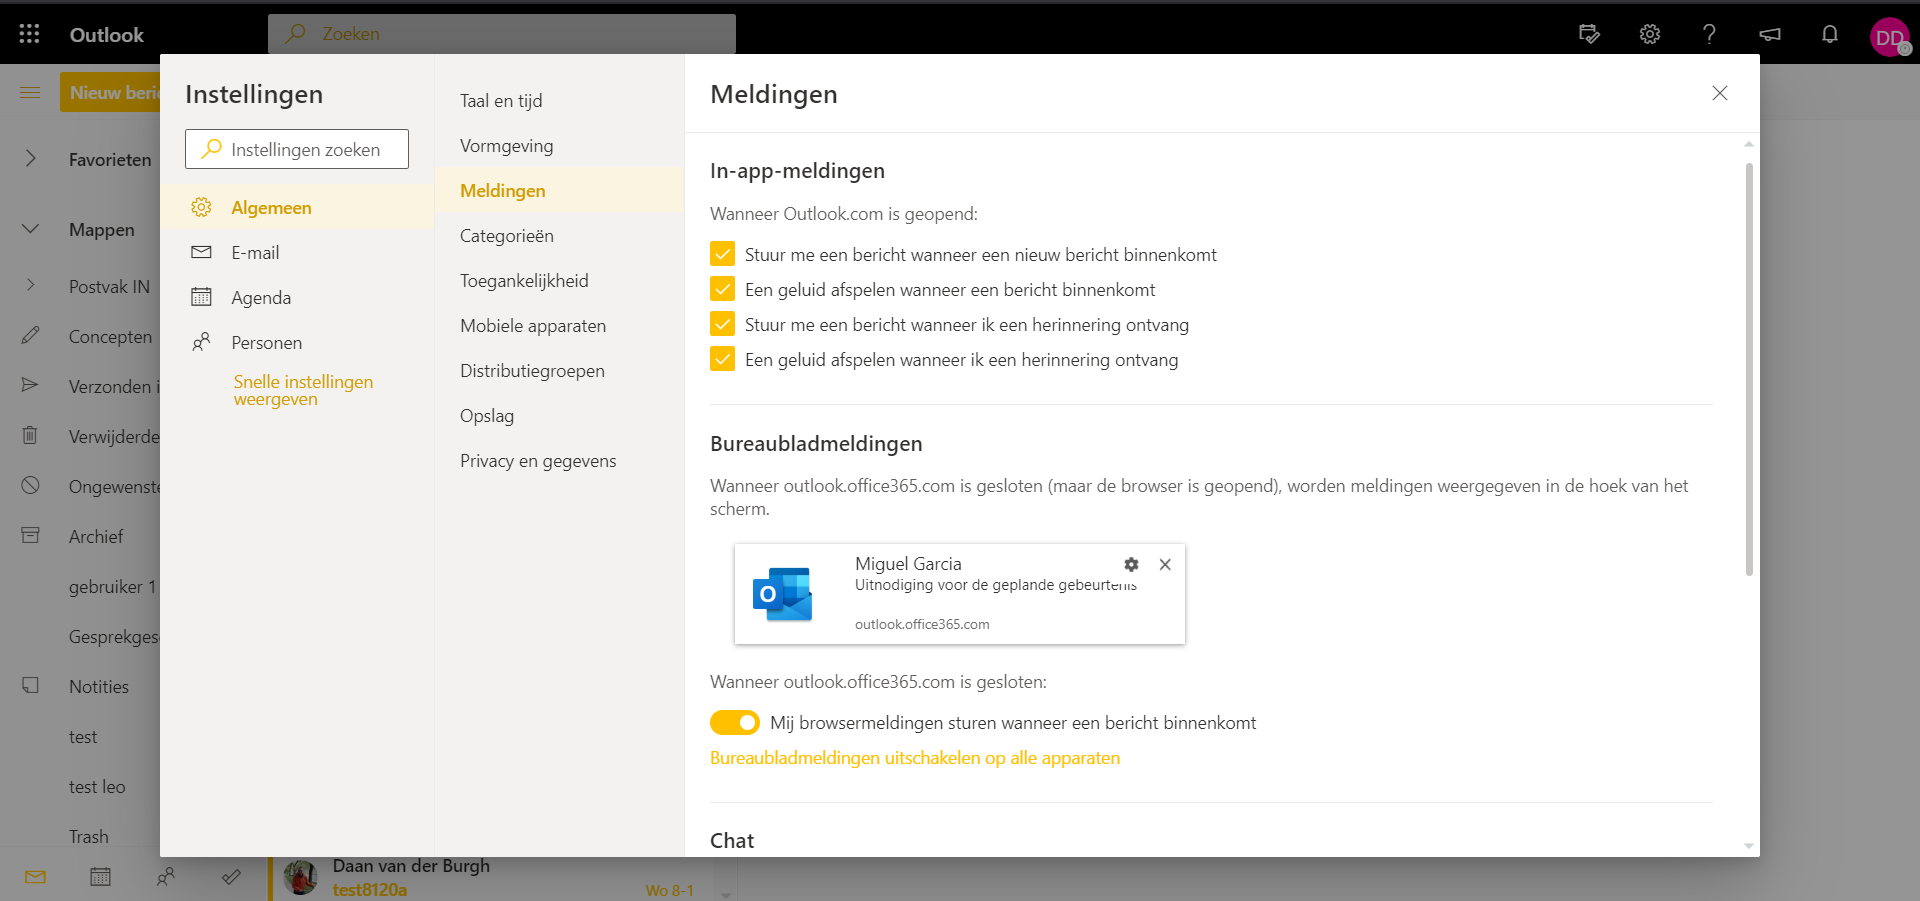 Outlook
Zoeken
DD
Nieuw beri
Favorieten
Mappen
Postvak IN
Concepten
Verzonden i
Verwijderde
Ongewenste
Archief
gebruiker 1
Gesprekges
Notities
test
test leo
Trash
Instellingen
Instellingen zoeken
Algemeen
E-mail
Agenda
Personen
Snelle instellingen
weergeven
Taal en tijd
Vormgeving
Meldingen
Categorieën
Toegankelijkheid
Mobiele apparaten
Distributiegroepen
Opslag
Privacy en gegevens
Meldingen
In-app-meldingen
Wanneer Outlook.com is geopend:
Stuur me een bericht wanneer een nieuw bericht binnenkomt
Een geluid afspelen wanneer een bericht binnenkomt
Stuur me een bericht wanneer ik een herinnering ontvang
Een geluid afspelen wanneer ik een herinnering ontvang
Bureaubladmeldingen
Wanneer outlook.office365.com is gesloten (maar de browser is geopend), worden meldingen weergegeven in de hoek van het
scherm.
O
Miguel Garcia
Uitnodiging voor de geplande gebeurtenis
outlook.office365.com
Wanneer outlook.office365.com is gesloten:
Mij browsermeldingen sturen wanneer een bericht binnenkomt
Bureaubladmeldingen uitschakelen op alle apparaten
Chat
Daan van der Burgh
test8120a
Wo 8-1